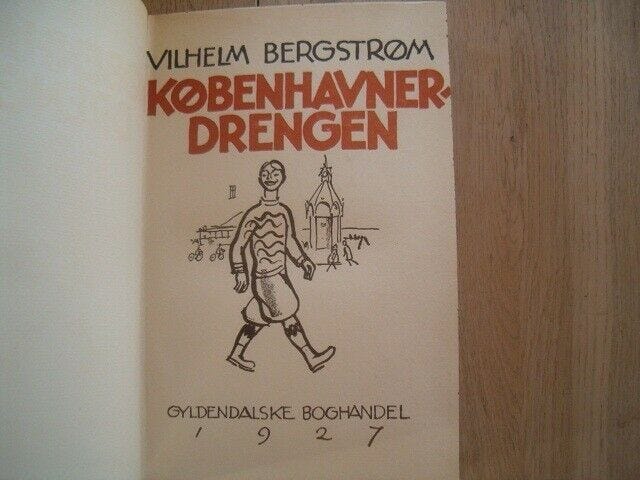 VILHELM BERGSTRØM
KØBENHAVNER-
DRENGEN
GYLDENDALSKE BOGHANDEL
1927